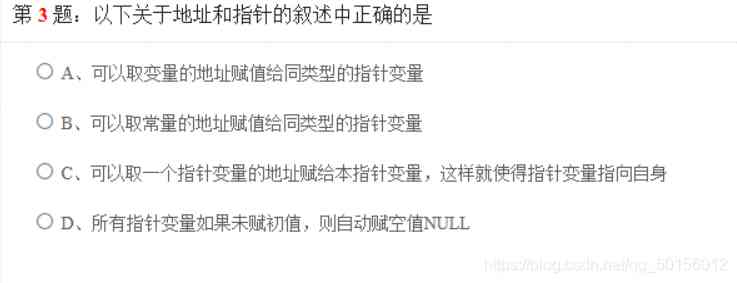 第 3 题：以下关于地址和指针的叙述中正确的是
A、可以取变量的地址赋值给同类型的指针变量
B、可以取常量的地址赋值给同类型的指针变量
C、可以取一个指针变量的地址赋给本指针变量，这样就使得指针变量指向自身
D、所有指针变量如果未赋初值，则自动赋空值NULL